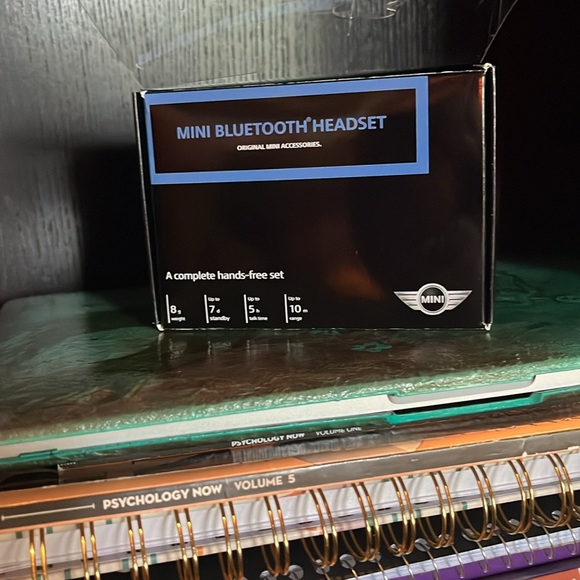 MINI BLUETOOTH® HEADSET
ORIGINAL MINI ACCESSORIES.
A complete hands-free set
8 g
weight
Up to
7 d
standby
Up to
5 h
talk time
Up to
10 m
range
MINI
PSYCHOLOGY NOW VOLUME ONE
PSYCHOLOGY NOW VOLUME 5